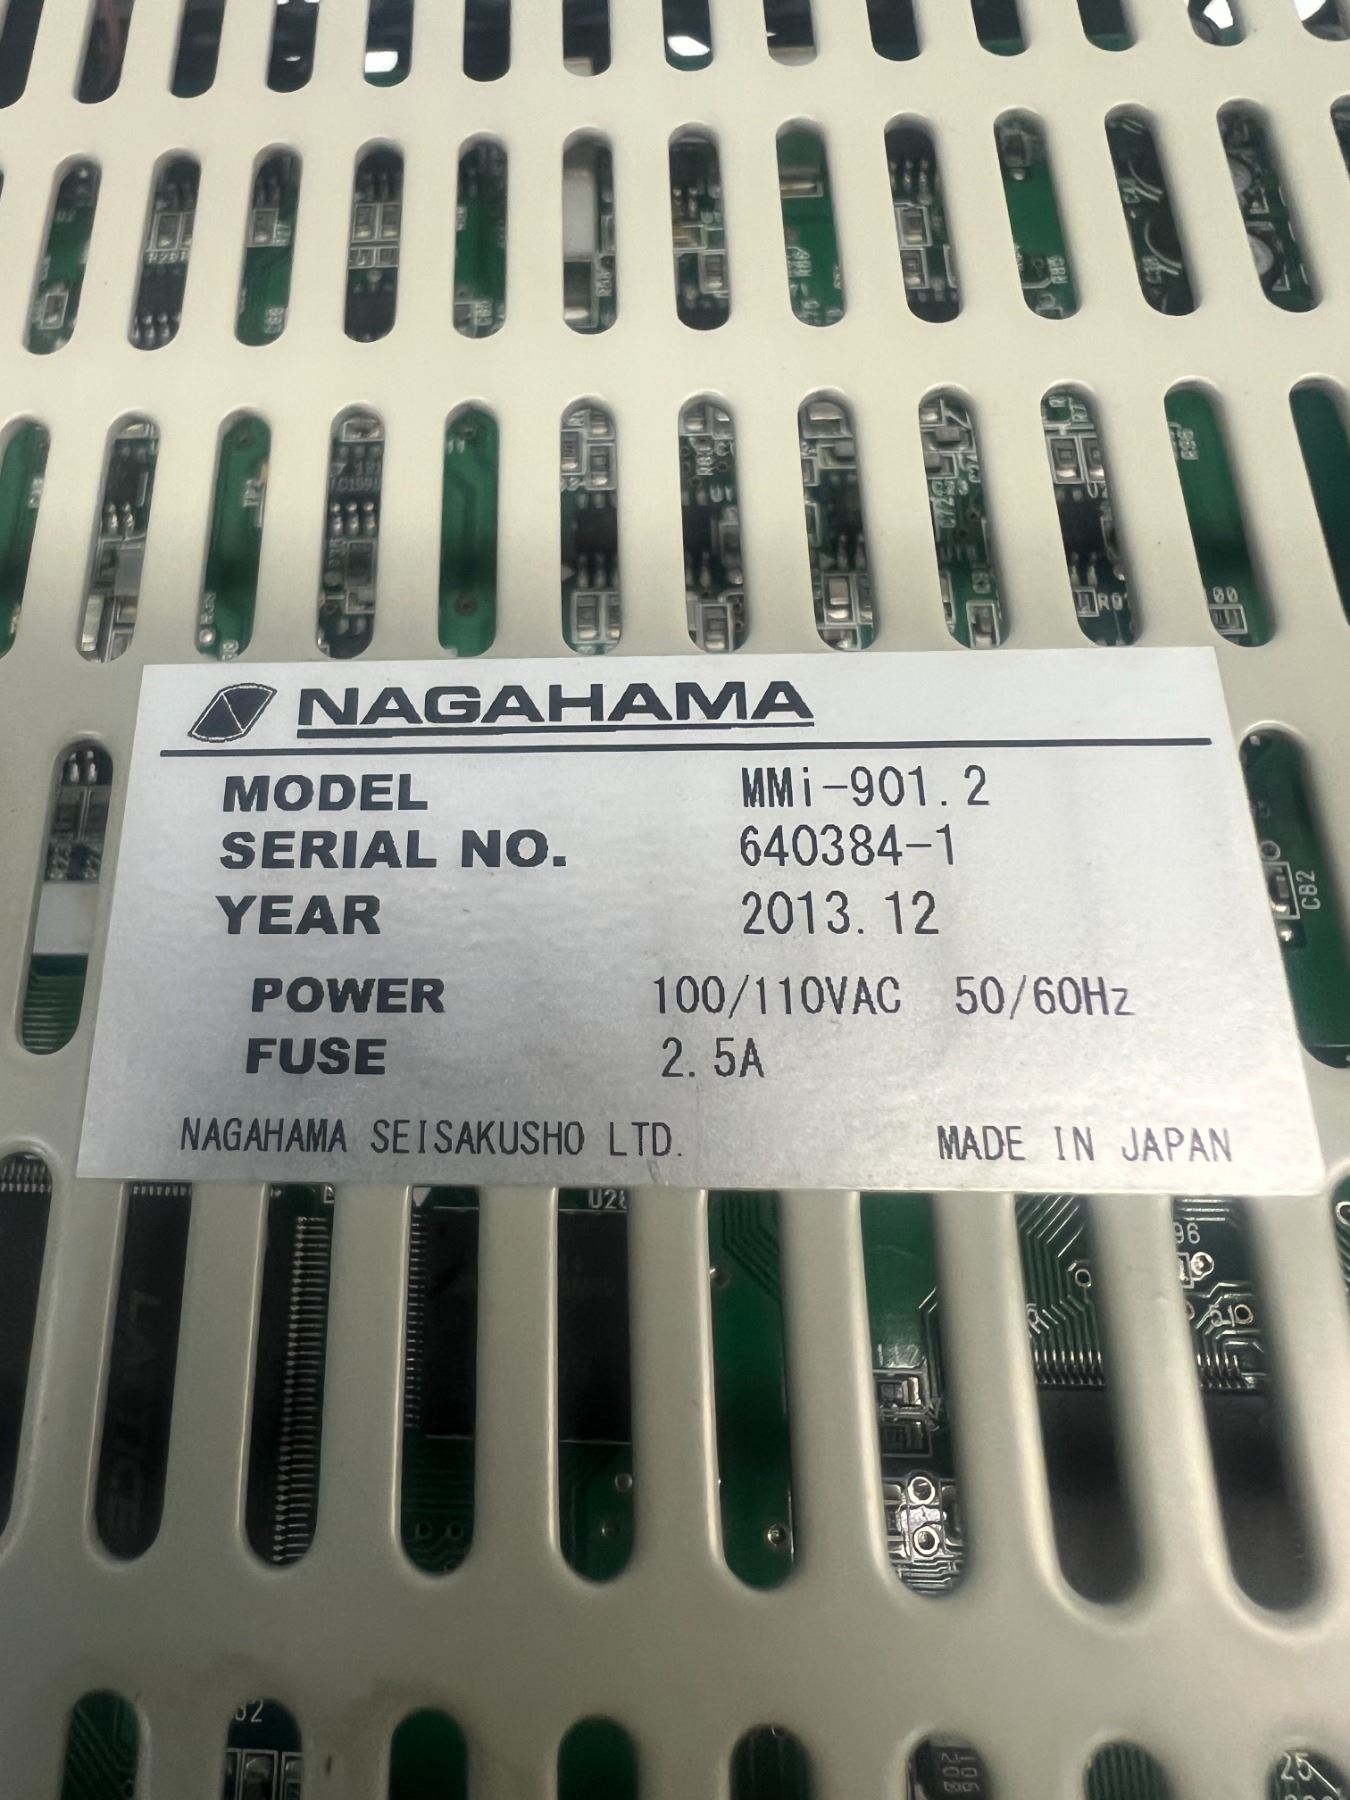 NAGAHAMA
MODEL MMi-901.2
SERIAL NO. 640384-1
YEAR 2013.12
POWER 100/110VAC 50/60Hz
FUSE 2.5A
NAGAHAMA SEISAKUSHO LTD. MADE IN JAPAN
C82